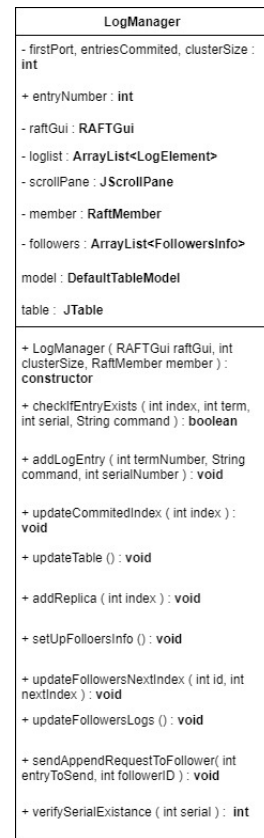 LogManager
- firstPort, entriesCommited, clusterSize :
int
+ entryNumber : int
- raftGui : RAFTGui
- loglist : ArrayList<LogElement>
- scrollPane : JScrollPane
- member : RaftMember
- followers : ArrayList<FollowersInfo>
model : DefaultTableModel
table : JTable
+ LogManager ( RAFTGui raftGui, int
clusterSize, RaftMember member ) :
constructor
+ checkIfEntryExists ( int index, int term,
int serial, String command ) : boolean
+ addLogEntry ( int termNumber, String
command, int serialNumber ) : void
+ updateCommitedIndex ( int index ) :
void
+ updateTable () : void
+ addReplica ( int index ) : void
+ setUpFolloersInfo () : void
+ updateFollowersNextIndex ( int id, int
nextIndex ) : void
+ updateFollowersLogs () : void
+ sendAppendRequestToFollower( int
entryToSend, int followerID ) : void
+ verifySerialExistance ( int serial ) : int